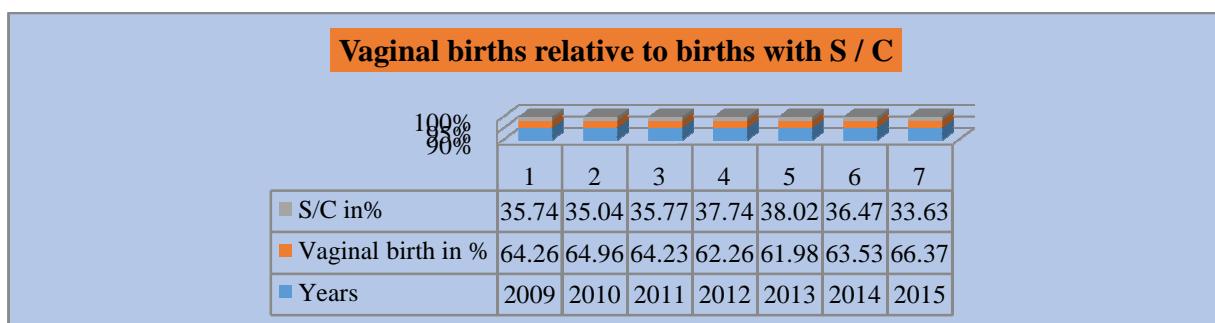 Vaginal births relative to births with S / C
100%
95%
85%
90%
1 2 3 4 5 6 7
S/C in% 35.74 35.04 35.77 37.74 38.02 36.47 33.63
Vaginal birth in % 64.26 64.96 64.23 62.26 61.98 63.53 66.37
Years 2009 2010 2011 2012 2013 2014 2015